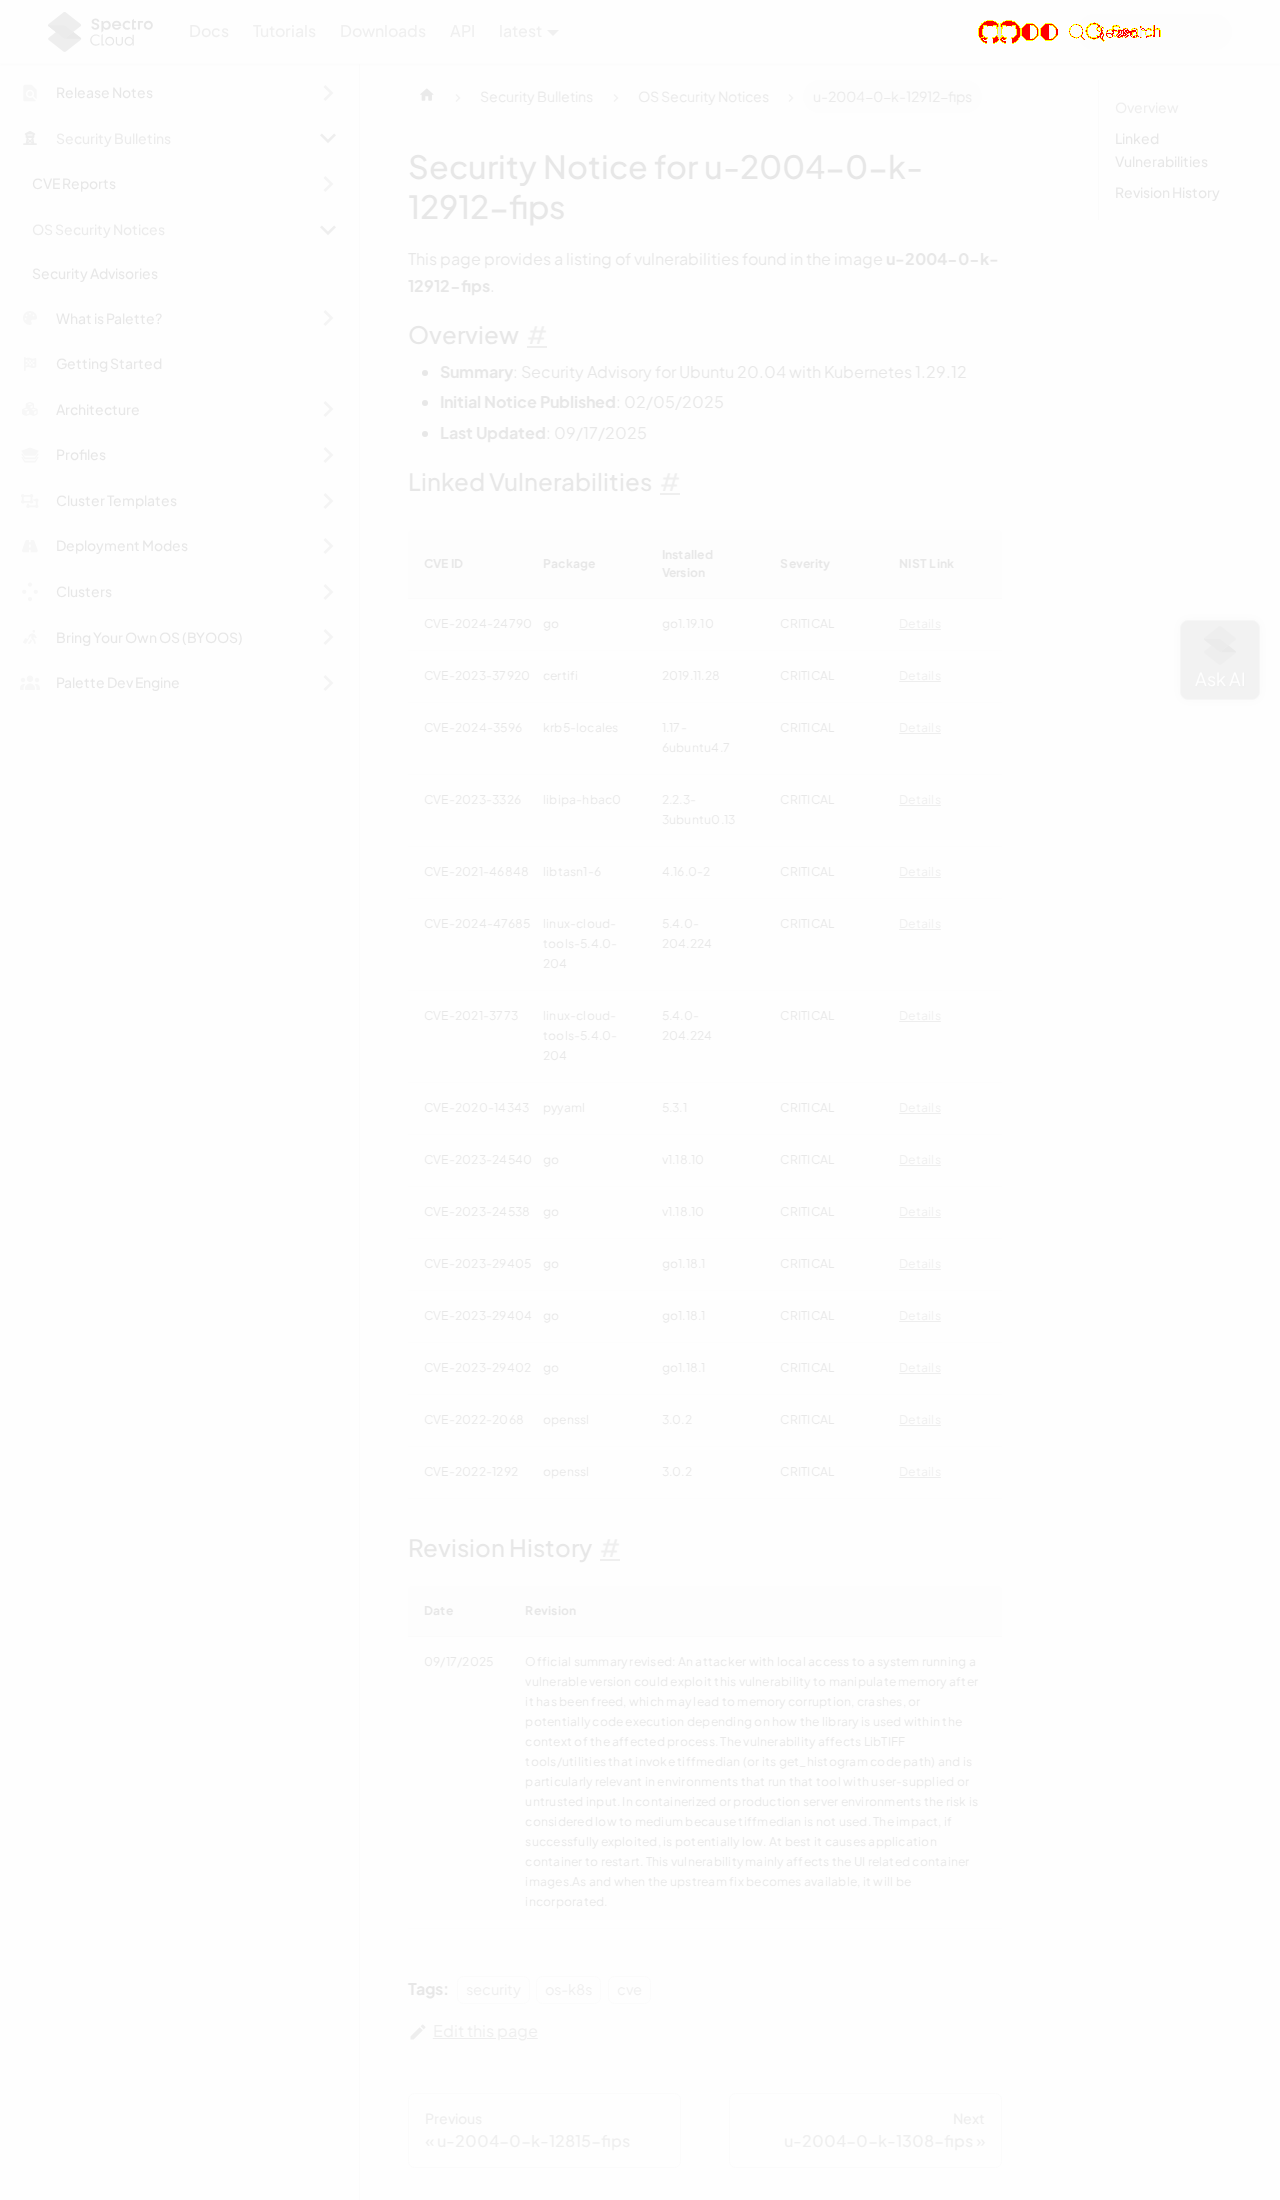 Spectro
Cloud
Docs
Tutorials
Downloads
API
latest
Release Notes
Security Bulletins
CVE Reports
OS Security Notices
Security Advisories
What is Palette?
Getting Started
Architecture
Profiles
Cluster Templates
Deployment Modes
Clusters
Bring Your Own OS (BYOOS)
Palette Dev Engine
Security Bulletins
OS Security Notices
u-2004-0-k-12912-fips
Security Notice for u-2004-0-k-
12912-fips
This page provides a listing of vulnerabilities found in the image u-2004-0-k-
12912-fips.
Overview #
Summary: Security Advisory for Ubuntu 20.04 with Kubernetes 1.29.12
Initial Notice Published: 02/05/2025
Last Updated: 09/17/2025
Linked Vulnerabilities #
CVE ID Package Installed Version Severity NIST Link
CVE-2024-24790 go go1.19.10 CRITICAL Details
CVE-2023-37920 certifi 2019.11.28 CRITICAL Details
CVE-2024-3596 krb5-locales 1.17-6ubuntu4.7 CRITICAL Details
CVE-2023-3326 libipa-hbac0 2.2.3-3ubuntu0.13 CRITICAL Details
CVE-2021-46848 libtasn1-6 4.16.0-2 CRITICAL Details
CVE-2024-47685 linux-cloud-tools-5.4.0-204 5.4.0-204.224 CRITICAL Details
CVE-2021-3773 linux-cloud-tools-5.4.0-204 5.4.0-204.224 CRITICAL Details
CVE-2020-14343 pyyaml 5.3.1 CRITICAL Details
CVE-2023-24540 go v1.18.10 CRITICAL Details
CVE-2023-24538 go v1.18.10 CRITICAL Details
CVE-2023-29405 go go1.18.1 CRITICAL Details
CVE-2023-29404 go go1.18.1 CRITICAL Details
CVE-2023-29402 go go1.18.1 CRITICAL Details
CVE-2022-2068 openssl 3.0.2 CRITICAL Details
CVE-2022-1292 openssl 3.0.2 CRITICAL Details
Revision History #
Date Revision
09/17/2025 Official summary revised: An attacker with local access to a system running a
vulnerable version could exploit this vulnerability to manipulate memory after
it has been freed, which may lead to memory corruption, crashes, or
potentially code execution depending on how the library is used within the
context of the affected process. The vulnerability affects LibTIFF
tools/utilities that invoke tiffmedian (or its get_histogram code path) and is
particularly relevant in environments that run that tool with user-supplied or
untrusted input. In containerized or production server environments the risk is
considered low to medium because tiffmedian is not used. The impact, if
successfully exploited, is potentially low. At best it causes application
container to restart. This vulnerability mainly affects the UI related container
images.As and when the upstream fix becomes available, it will be
incorporated.
Tags: security os-k8s cve
Edit this page
Previous
« u-2004-0-k-12815-fips
Next
u-2004-0-k-1308-fips »
Overview
Linked
Vulnerabilities
Revision History
Ask AI